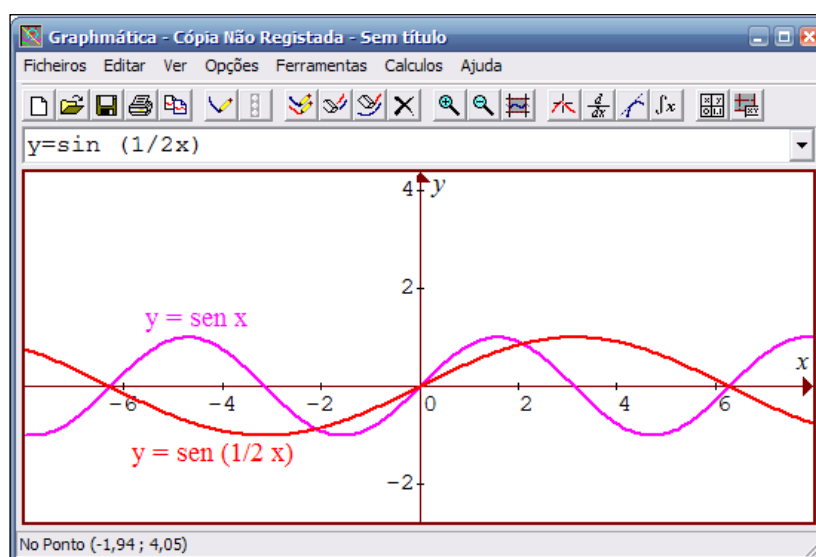 Graphmática - Cópia Não Registada - Sem título
Ficheiros Editar Ver Opções Ferramentas Calculos Ajuda
y=sin (1/2x)
4 y
2
y = sen x
x
-6 -4 -2 0 2 4 6
y = sen (1/2 x)
-2
No Ponto (-1,94 ; 4,05)